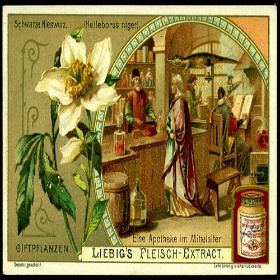 Schwarze Nieswurz. (Helleborus niger)
Eine Apotheke im Mittelalter
GIFTPFLANZEN
LIEBIG'S FLEISCH-EXTRACT.